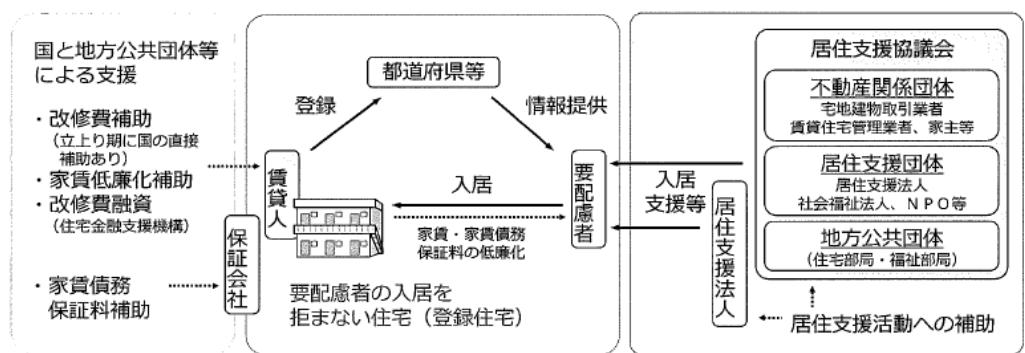 国と地方公共団体等
による支援
・改修費補助
(立上り期に国の直接
補助あり)
・家賃低廉化補助
・改修費融資
(住宅金融支援機構)
・家賃債務
保証料補助
保証会社
都道府県等
登録
情報提供
賃貸人
入居
要配慮者
家賃・家賃債務
保証料の低廉化
要配慮者の入居を
拒まない住宅（登録住宅）
入居
支援等
居住支援法人
居住支援協議会
不動産関係団体
宅地建物取引業者
賃貸住宅管理業者、家主等
居住支援団体
居住支援法人
社会福祉法人、ＮＰＯ等
地方公共団体
（住宅部局・福祉部局）
居住支援活動への補助